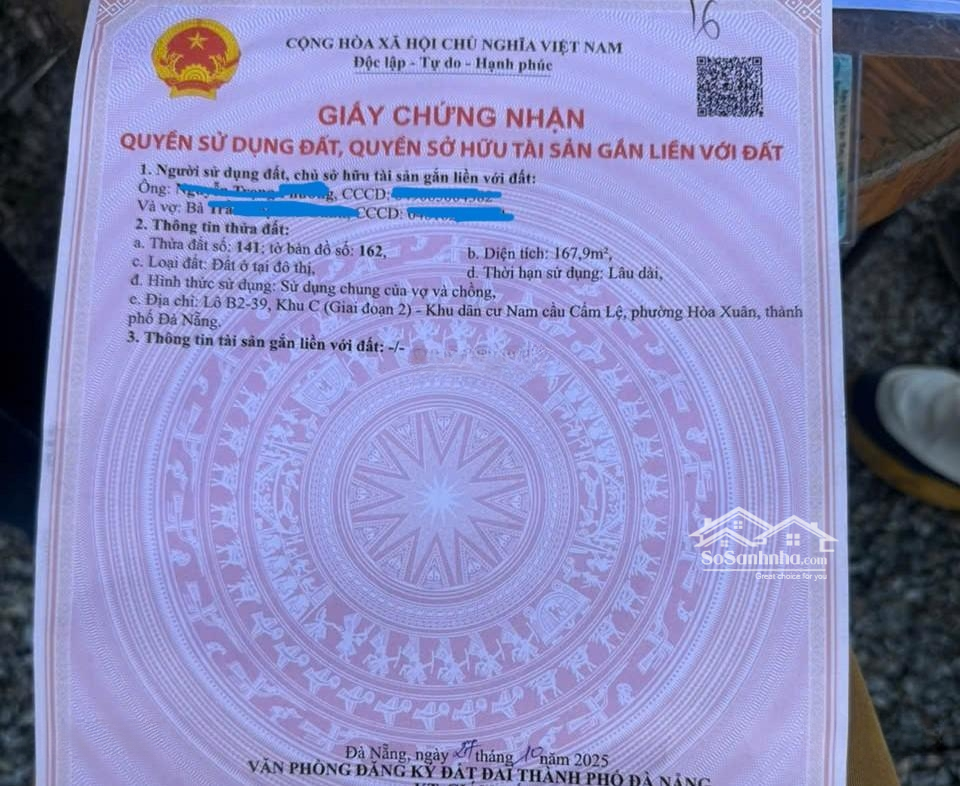 16
CỘNG HÒA XÃ HỘI CHỦ NGHĨA VIỆT NAM
Độc lập - Tự do - Hạnh phúc
GIẤY CHỨNG NHẬN
QUYỀN SỬ DỤNG ĐẤT, QUYỀN SỞ HỮU TÀI SẢN GẮN LIỀN VỚI ĐẤT
1. Người sử dụng đất, chủ sở hữu tài sản gắn liền với đất:
Ông: CCCD:
Và vợ: Bà CCCD:
2. Thông tin thửa đất:
a. Thửa đất số: 141; tờ bản đồ số: 162, b. Diện tích: 167,9m²,
c. Loại đất: Đất ở tại đô thị, d. Thời hạn sử dụng: Lâu dài,
đ. Hình thức sử dụng: Sử dụng chung của vợ và chồng,
e. Địa chỉ: Lô B2-39, Khu C (Giai đoạn 2) - Khu dân cư Nam cầu Cẩm Lệ, phường Hòa Xuân, thành
phố Đà Nẵng.
3. Thông tin tài sản gắn liền với đất: -/-
SoSanhnha.com
Great choice for you
Đà Nẵng, ngày 27 tháng 10 năm 2025
VĂN PHÒNG ĐĂNG KÝ ĐẤT ĐAI THÀNH PHỐ ĐÀ NẴNG